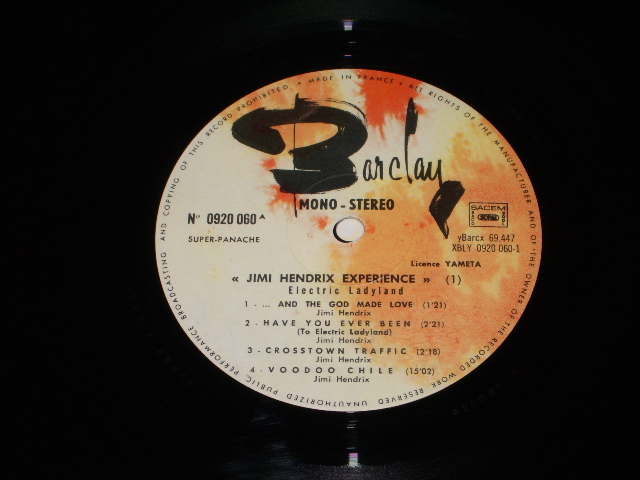 UNAUTHORIZED PUBLIC PERFORMANCE BROADCASTING AND COPYING OF THIS RECORD PROHIBITED • MADE IN FRANCE • ALL RIGHTS OF THE MANUFACTURER AND OF THE OWNER OF THE RECORDED WORK RESERVED
Barclay
MONO - STEREO
N° 0920 060 A
SUPER-PANACHE
SACEM
yBarcx 69.447
XBLY 0920 060-1
Licence YAMETA
« JIMI HENDRIX EXPERIENCE » (1)
Electric Ladyland
1 - ... AND THE GOD MADE LOVE (1'21)
Jimi Hendrix
2 - HAVE YOU EVER BEEN (2'21)
(To Electric Ladyland)
Jimi Hendrix
3 - CROSSTOWN TRAFFIC (2'18)
Jimi Hendrix
4 - VOODOO CHILE (15'02)
Jimi Hendrix